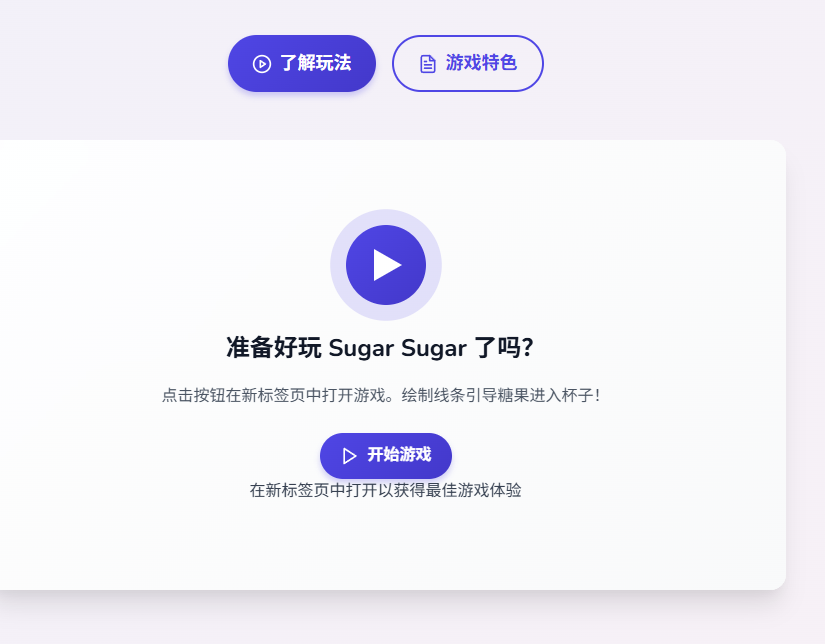 了解玩法
游戏特色
准备好玩 Sugar Sugar 了吗？
点击按钮在新标签页中打开游戏。绘制线条引导糖果进入杯子！
开始游戏
在新标签页中打开以获得最佳游戏体验